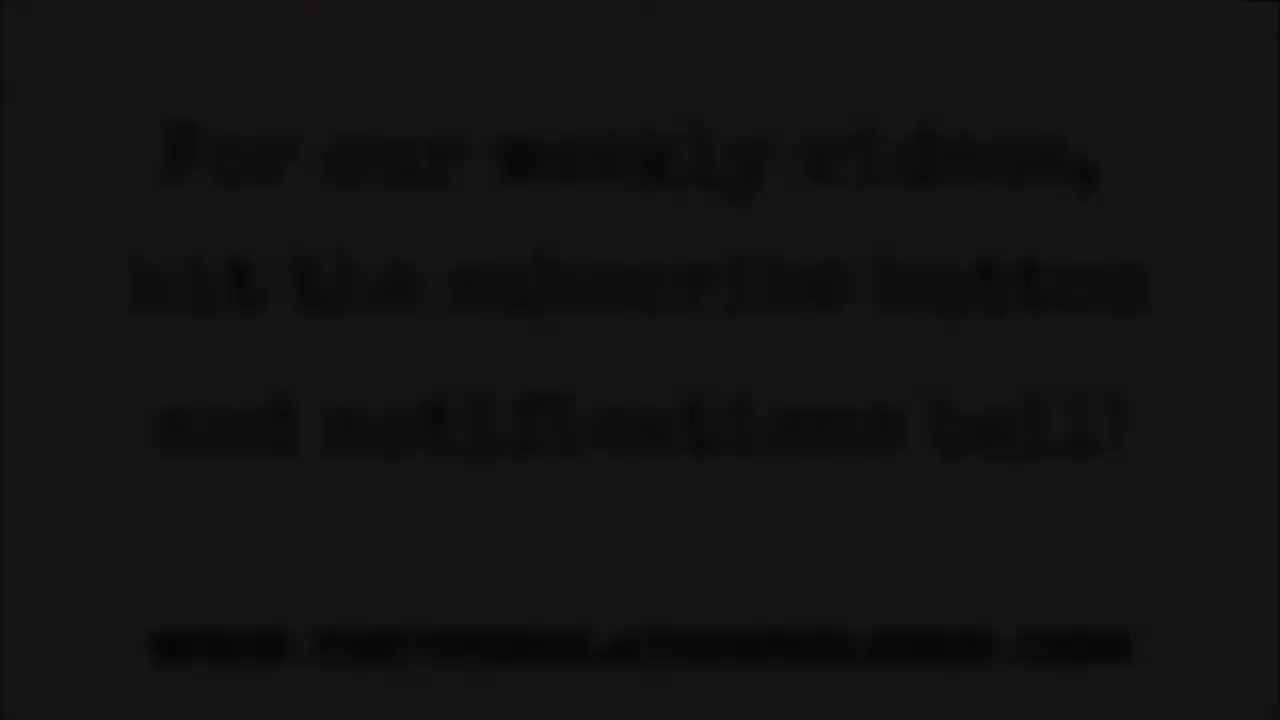 For our weekly videos,
hit the subscribe button
and notifications bell!